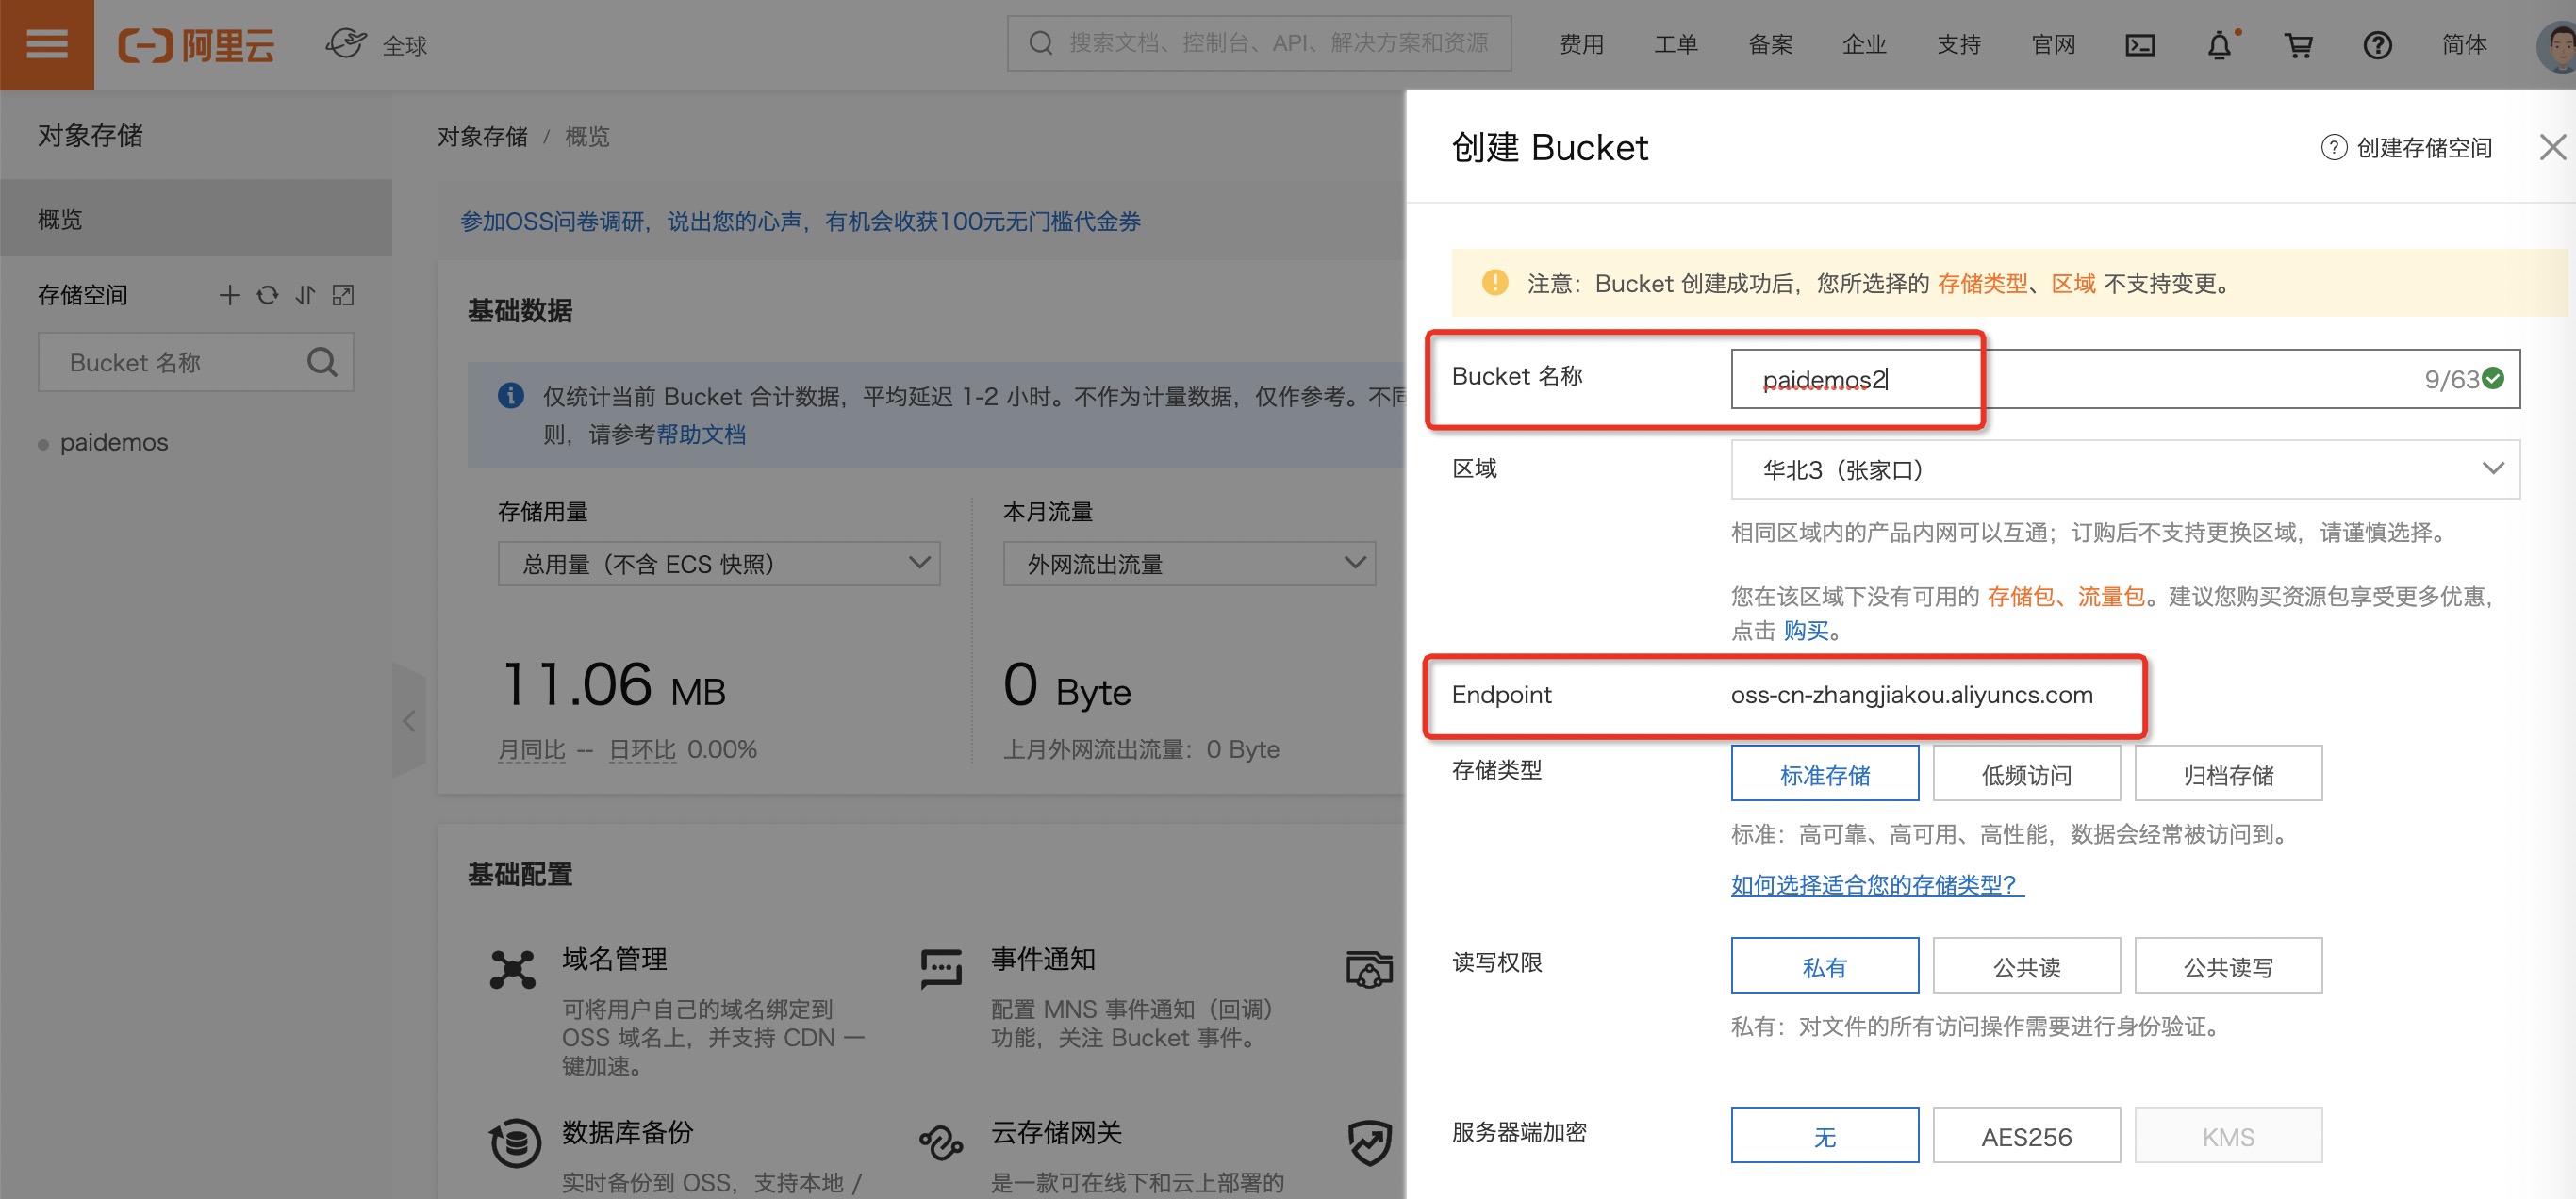 阿里云
全球
搜索文档、控制台、API、解决方案和资源
费用
工单
备案
企业
支持
官网
简体
对象存储
概览
存储空间
Bucket 名称
paidemos
对象存储 / 概览
参加OSS问卷调研，说出您的心声，有机会收获100元无门槛代金券
基础数据
仅统计当前 Bucket 合计数据，平均延迟 1-2 小时。不作为计量数据，仅作参考。不同
则，请参考帮助文档
存储用量
总用量（不含 ECS 快照）
11.06 MB
月同比 -- 日环比 0.00%
本月流量
外网流出流量
0 Byte
上月外网流出流量：0 Byte
基础配置
域名管理
可将用户自己的域名绑定到
OSS 域名上，并支持 CDN 一
键加速。
事件通知
配置 MNS 事件通知（回调）
功能，关注 Bucket 事件。
数据库备份
实时备份到 OSS，支持本地 /
云存储网关
是一款可在线下和云上部署的
创建 Bucket
创建存储空间
注意：Bucket 创建成功后，您所选择的 存储类型、区域 不支持变更。
Bucket 名称
paidemos2
9/63
区域
华北3（张家口）
相同区域内的产品内网可以互通；订购后不支持更换区域，请谨慎选择。
您在该区域下没有可用的 存储包、流量包。建议您购买资源包享受更多优惠，
点击 购买。
Endpoint
oss-cn-zhangjiakou.aliyuncs.com
存储类型
标准存储
低频访问
归档存储
标准：高可靠、高可用、高性能，数据会经常被访问到。
如何选择适合您的存储类型？
读写权限
私有
公共读
公共读写
私有：对文件的所有访问操作需要进行身份验证。
服务器端加密
无
AES256
KMS